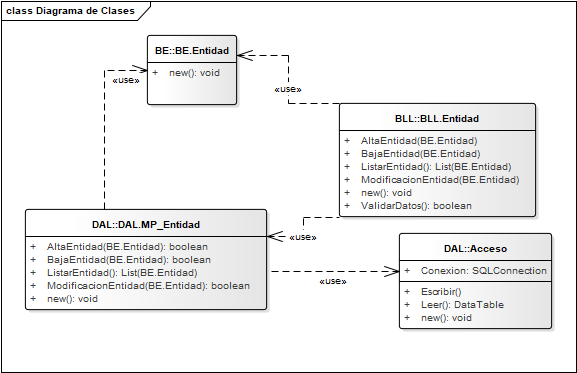 class Diagrama de Clases
BE::BE.Entidad
+ new(): void
«use»
«use»
BLL::BLL.Entidad
+ AltaEntidad(BE.Entidad)
+ BajaEntidad(BE.Entidad)
+ ListarEntidad(): List(BE.Entidad)
+ ModificacionEntidad(BE.Entidad)
+ new(): void
+ ValidarDatos(): boolean
DAL::DAL.MP_Entidad
+ AltaEntidad(BE.Entidad): boolean
+ BajaEntidad(BE.Entidad): boolean
+ ListarEntidad(): List(BE.Entidad)
+ ModificacionEntidad(BE.Entidad): boolean
+ new(): void
«use»
«use»
DAL::Acceso
+ Conexion: SQLConnection
+ Escribir()
+ Leer(): DataTable
+ new(): void